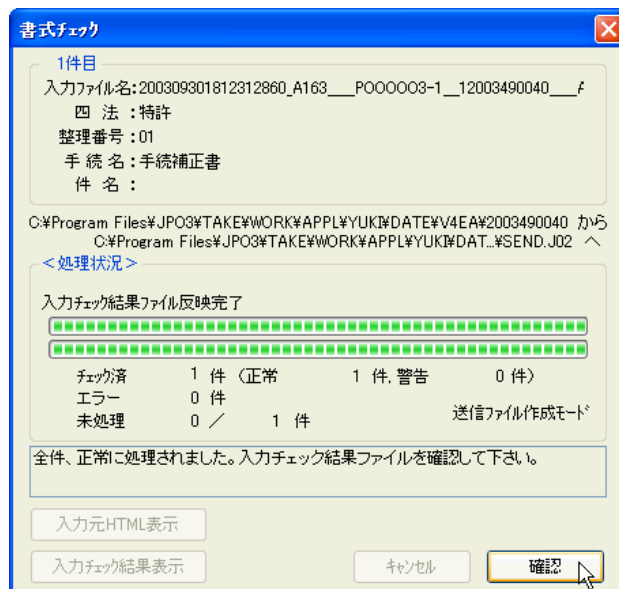 書式ﾁｪｯｸ
1件目
入力ﾌｧｲﾙ名:200309301812312860_A163___POOOOO3-1__12003490040___A
四 法:特許
整理番号:01
手 続 名:手続補正書
件 名:
C:¥Program Files¥JPO3¥TAKE¥WORK¥APPL¥YUKI¥DATE¥V4EA¥2003490040 から
C:¥Program Files¥JPO3¥TAKE¥WORK¥APPL¥YUKI¥DAT...¥SEND.J02 へ
<処理状況>
入力ﾁｪｯｸ結果ﾌｧｲﾙ反映完了
ﾁｪｯｸ済 1 件 (正常 1 件, 警告 0 件)
エラー 0 件
未処理 0 / 1 件
送信ﾌｧｲﾙ作成ﾓｰﾄﾞ
全件、正常に処理されました。入力チェック結果ファイルを確認して下さい。
入力元HTML表示
入力ﾁｪｯｸ結果表示
ｷｬﾝｾﾙ
確認